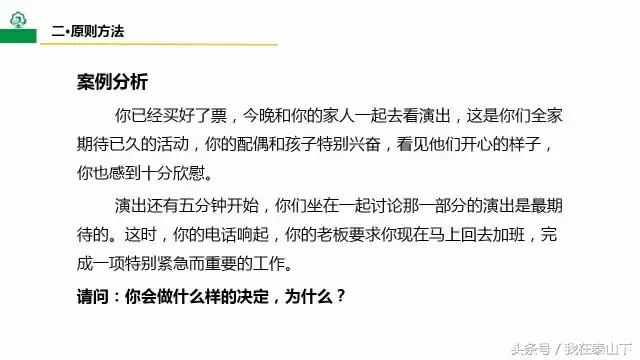 二•原则方法
案例分析
你已经买好了票，今晚和你的家人一起去看演出，这是你们全家
期待已久的活动，你的配偶和孩子特别兴奋，看见他们开心的样子，
你也感到十分欣慰。
演出还有五分钟开始，你们坐在一起讨论那一部分的演出是最期
待的。这时，你的电话响起，你的老板要求你现在马上回去加班，完
成一项特别紧急而重要的工作。
请问：你会做什么样的决定，为什么？
头条号/我在泰山下